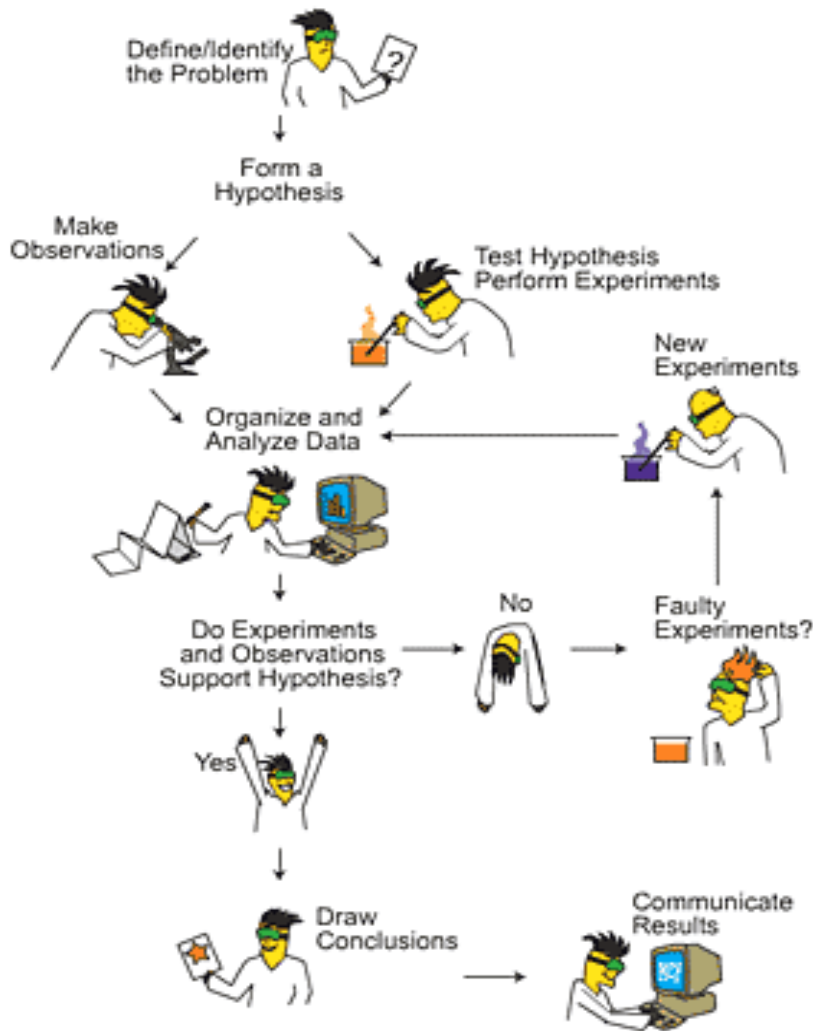 Define/Identify
the Problem
?
Form a
Hypothesis
Make
Observations
Test Hypothesis
Perform Experiments
New
Experiments
Organize and
Analyze Data
No
Faulty
Experiments?
Do Experiments
and Observations
Support Hypothesis?
Yes
Draw
Conclusions
Communicate
Results